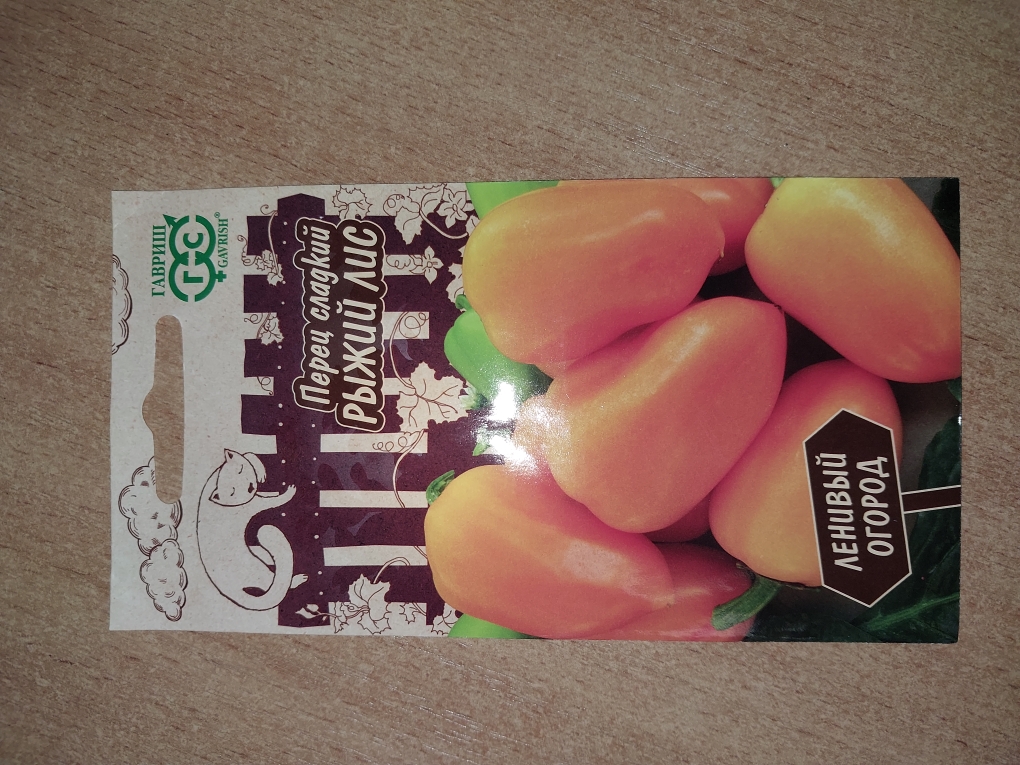 ГАВРИШ
Г С
GAVRISH®
Перец сладкий
РЫЖИЙ ЛИС
ЛЕНИВЫЙ
ОГОРОД